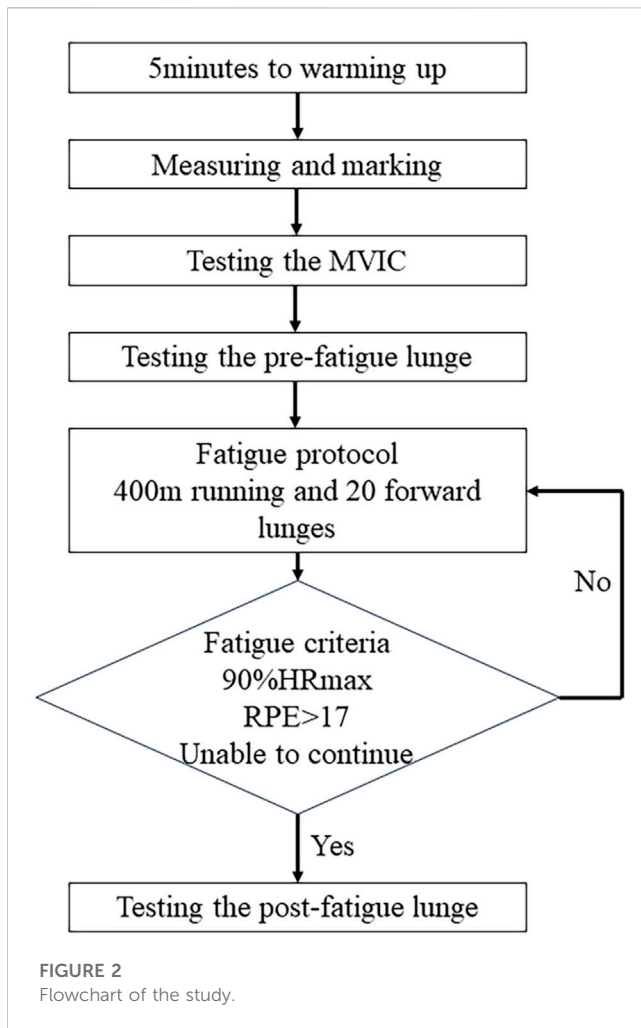 5minutes to warming up
Measuring and marking
Testing the MVIC
Testing the pre-fatigue lunge
Fatigue protocol
400m running and 20 forward
lunges
No
Fatigue criteria
90%HRmax
RPE>17
Unable to continue
Yes
Testing the post-fatigue lunge
FIGURE 2
Flowchart of the study.